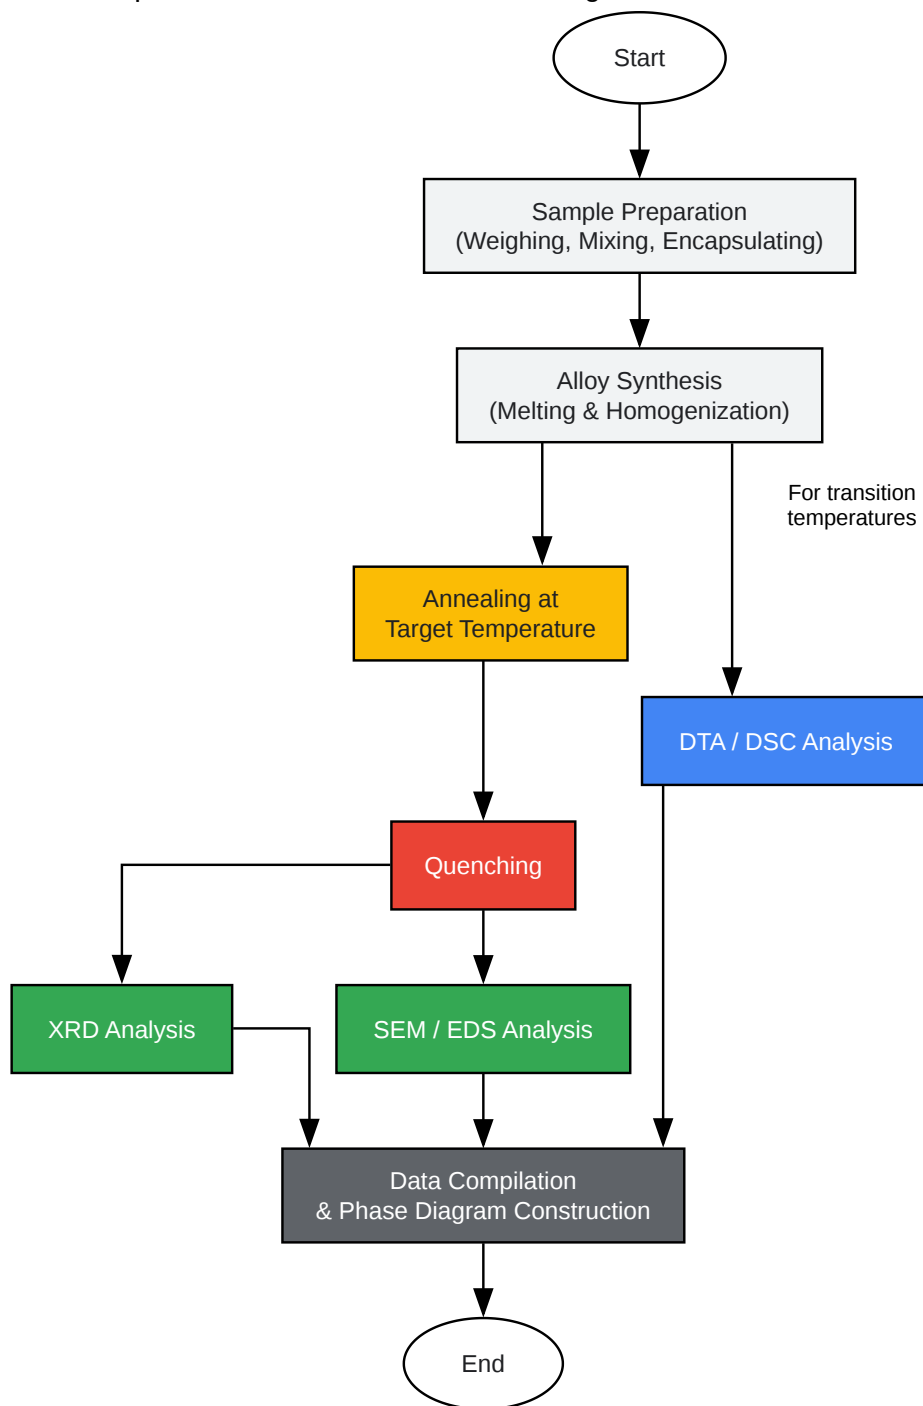 Start
Sample Preparation
(Weighing, Mixing, Encapsulating)
Alloy Synthesis
(Melting & Homogenization)
For transition
temperatures
Annealing at
Target Temperature
DTA / DSC Analysis
Quenching
XRD Analysis
SEM / EDS Analysis
Data Compilation
& Phase Diagram Construction
End